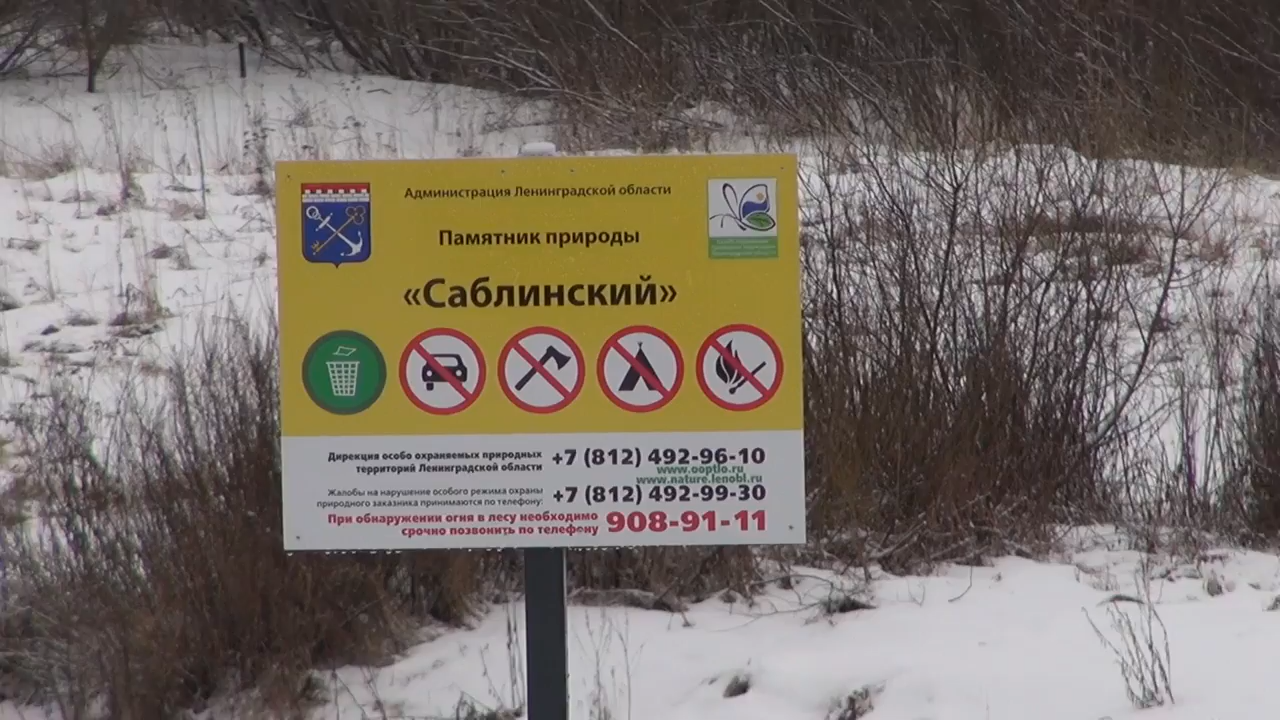 Администрация Ленинградской области
Памятник природы
«Саблинский»
Дирекция особо охраняемых природных
территорий Ленинградской области
+7 (812) 492-96-10
www.ooptlo.ru
www.nature.lenobl.ru
Жалобы на нарушение особого режима охраны
природного заказника принимаются по телефону:
+7 (812) 492-99-30
При обнаружении огня в лесу необходимо
срочно позвонить по телефону
908-91-11